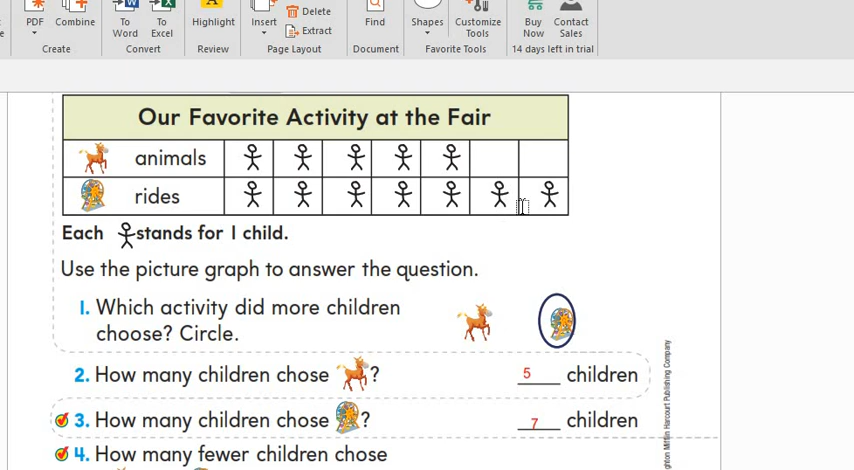 PDF Combine To Word To Excel Highlight Insert Delete Extract Find Shapes Customize Tools Buy Now Contact Sales
Create Convert Review Page Layout Document Favorite Tools 14 days left in trial
Our Favorite Activity at the Fair
animals
rides
Each stands for 1 child.
Use the picture graph to answer the question.
1. Which activity did more children
choose? Circle.
2. How many children chose ? 5 children
3. How many children chose ? 7 children
4. How many fewer children chose
Mifflin Harcourt Publishing Company